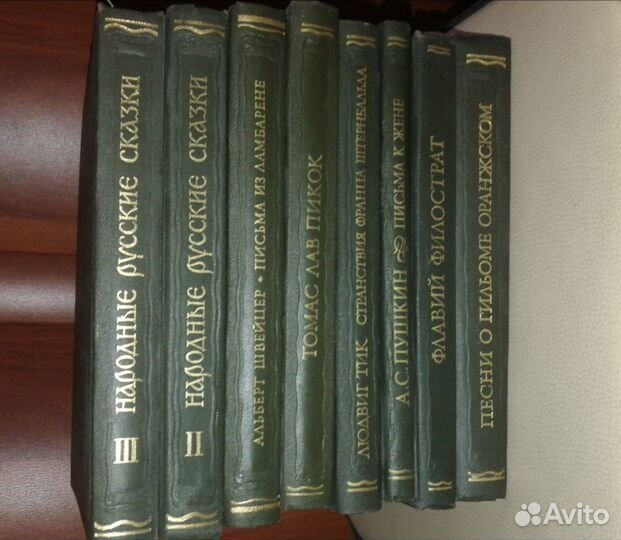 III НАРОДНЫЕ РУССКИЕ СКАЗКИ
II НАРОДНЫЕ РУССКИЕ СКАЗКИ
АЛЬБЕРТ ШВЕЙЦЕР • ПИСЬМА ИЗ ЛАМБАРЕНЕ
ТОМАС ЛАВ ПИКОК
ЛЮДВИГ ТИК СТРАНСТВИЯ ФРАНЦА ШТЕРНБАЛЬДА
А.С.ПУШКИН ПИСЬМА К ЖЕНЕ
ФЛАВИЙ ФИЛОСТРАТ
ПЕСНИ О ГИЛЬОМЕ ОРАНЖСКОМ
Avito